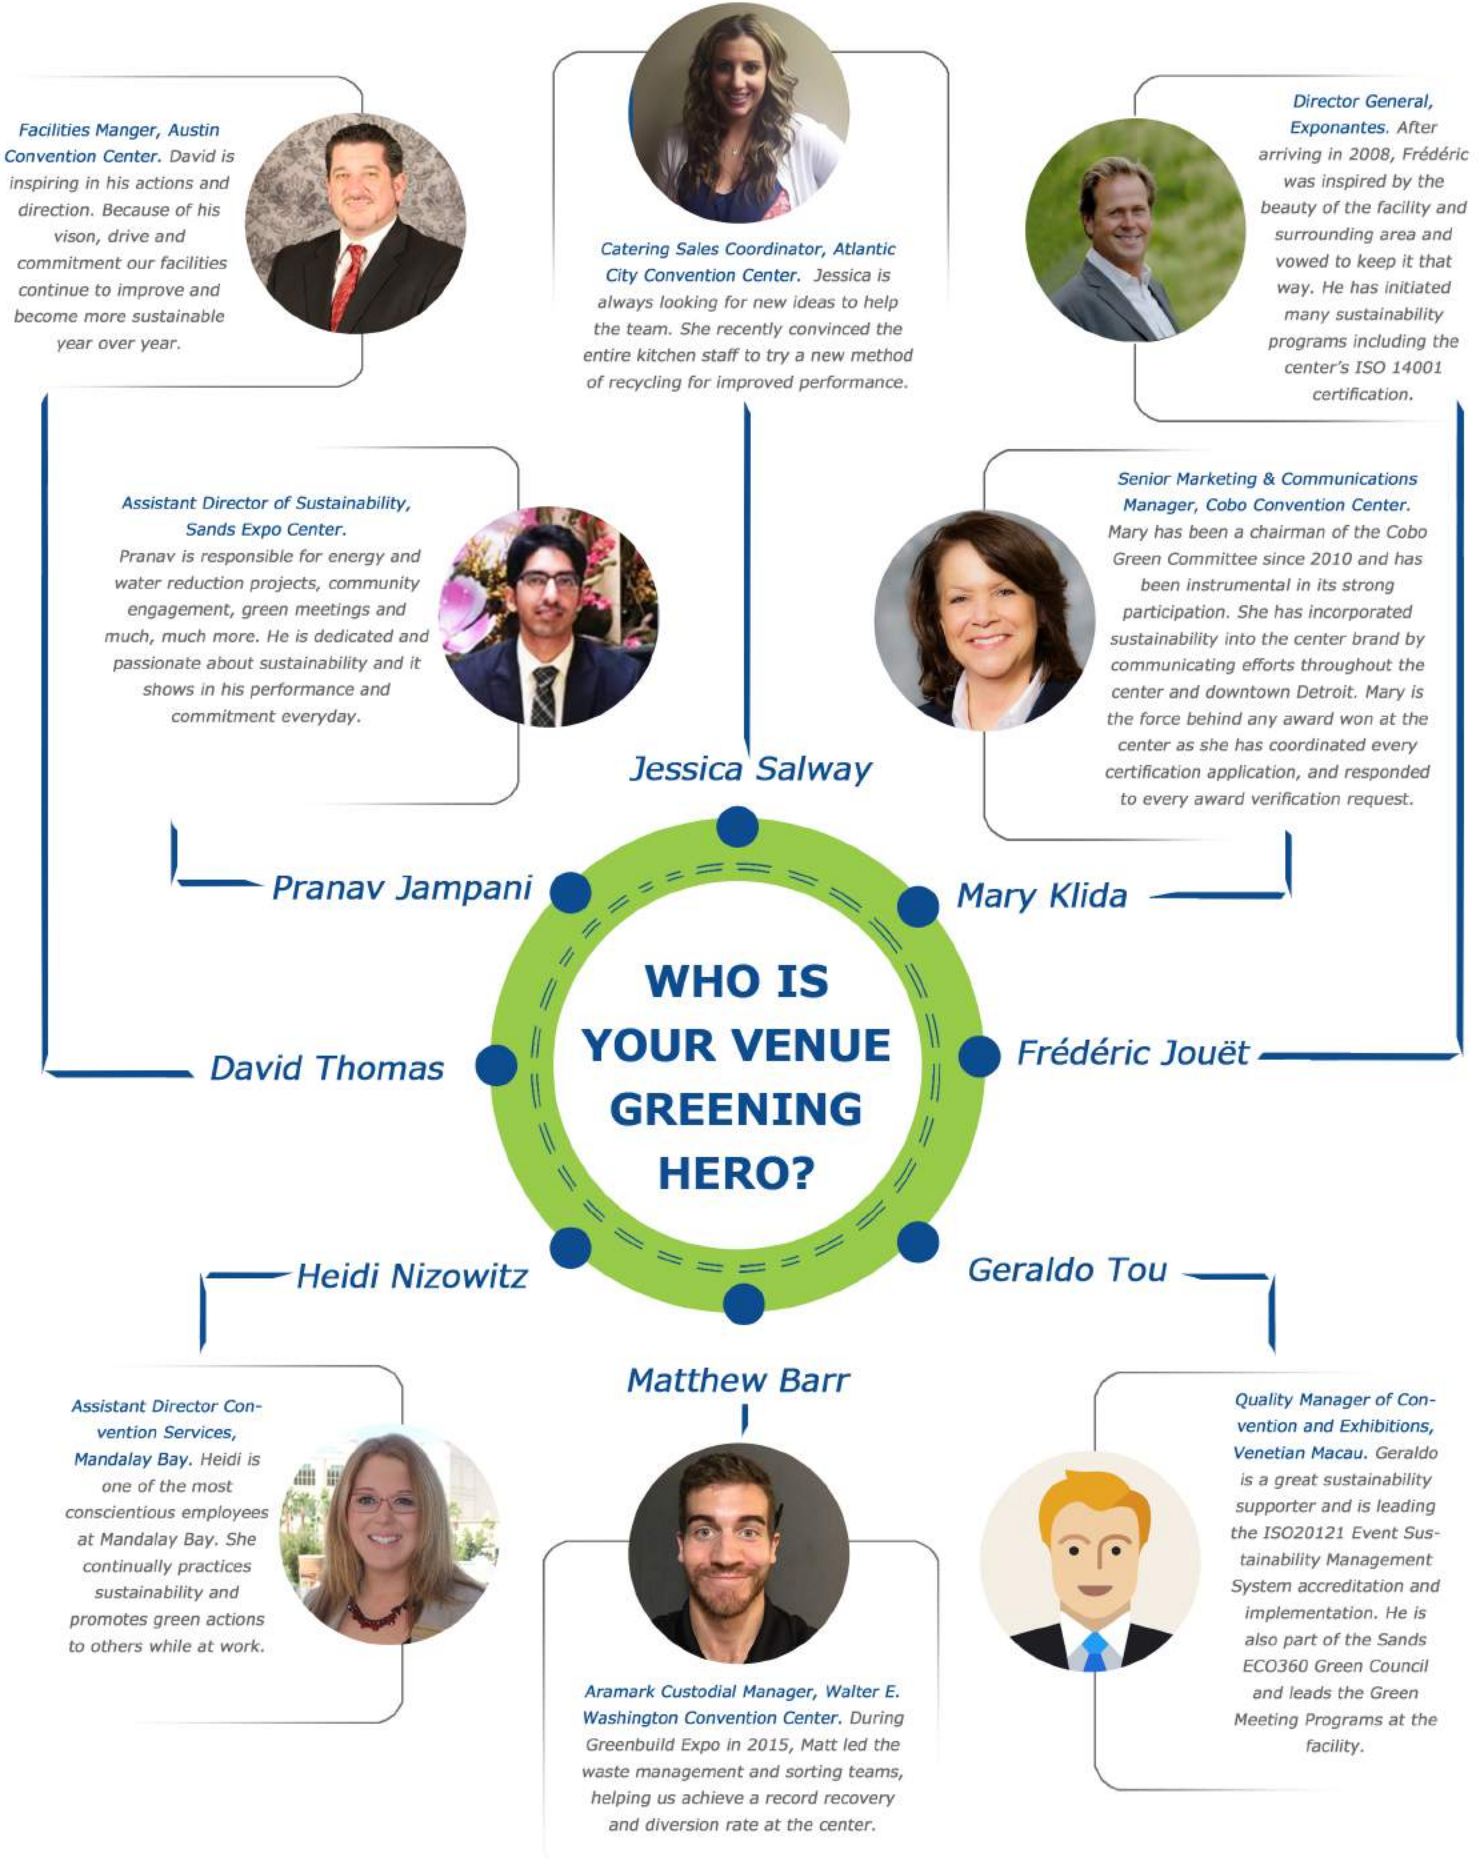 Facilities Manger, Austin
Convention Center. David is
inspiring in his actions and
direction. Because of his
vison, drive and
commitment our facilities
continue to improve and
become more sustainable
year over year.
Catering Sales Coordinator, Atlantic
City Convention Center. Jessica is
always looking for new ideas to help
the team. She recently convinced the
entire kitchen staff to try a new method
of recycling for improved performance.
Director General,
Exponantes. After
arriving in 2008, Frédéric
was inspired by the
beauty of the facility and
surrounding area and
vowed to keep it that
way. He has initiated
many sustainability
programs including the
center's ISO 14001
certification.
Assistant Director of Sustainability,
Sands Expo Center.
Pranav is responsible for energy and
water reduction projects, community
engagement, green meetings and
much, much more. He is dedicated and
passionate about sustainability and it
shows in his performance and
commitment everyday.
Senior Marketing & Communications
Manager, Cobo Convention Center.
Mary has been a chairman of the Cobo
Green Committee since 2010 and has
been instrumental in its strong
participation. She has incorporated
sustainability into the center brand by
communicating efforts throughout the
center and downtown Detroit. Mary is
the force behind any award won at the
center as she has coordinated every
certification application, and responded
to every award verification request.
Jessica Salway
Pranav Jampani
Mary Klida
WHO IS
YOUR VENUE
GREENING
HERO?
David Thomas
Frédéric Jouët
Heidi Nizowitz
Geraldo Tou
Matthew Barr
Assistant Director Con-
vention Services,
Mandalay Bay. Heidi is
one of the most
conscientious employees
at Mandalay Bay. She
continually practices
sustainability and
promotes green actions
to others while at work.
Aramark Custodial Manager, Walter E.
Washington Convention Center. During
Greenbuild Expo in 2015, Matt led the
waste management and sorting teams,
helping us achieve a record recovery
and diversion rate at the center.
Quality Manager of Con-
vention and Exhibitions,
Venetian Macau. Geraldo
is a great sustainability
supporter and is leading
the ISO20121 Event Sus-
tainability Management
System accreditation and
implementation. He is
also part of the Sands
ECO360 Green Council
and leads the Green
Meeting Programs at the
facility.